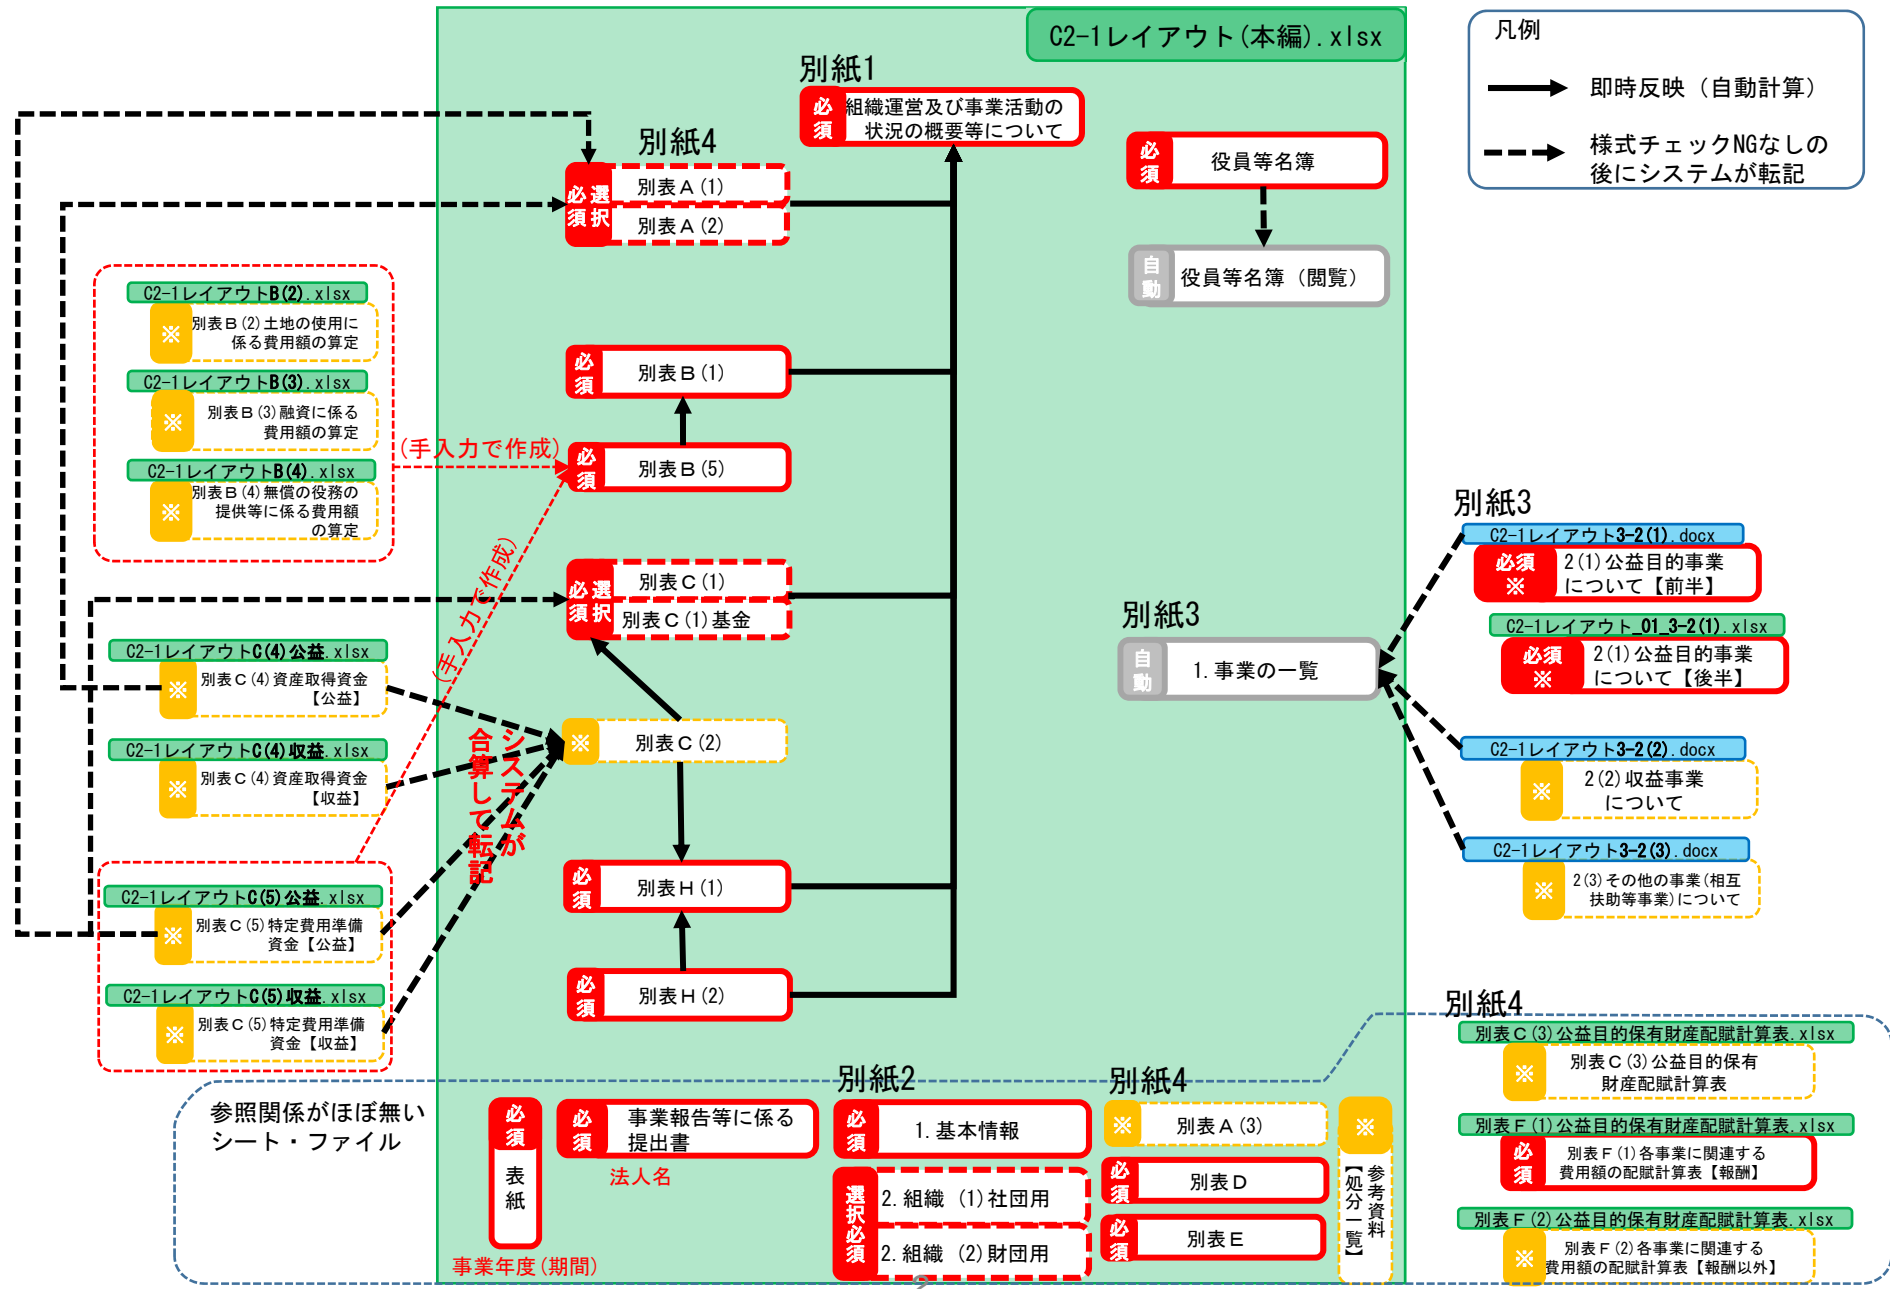 C2-1レイアウト(本編).xlsx
凡例
即時反映（自動計算）
様式チェックNGなしの
後にシステムが転記
別紙1
必須
組織運営及び事業活動の
状況の概要等について
別紙4
必須
選択
別表A(1)
別表A(2)
必須
役員等名簿
自動
役員等名簿（閲覧）
C2-1レイアウトB(2).xlsx
※
別表B(2)土地の使用に
係る費用額の算定
C2-1レイアウトB(3).xlsx
※
別表B(3)融資に係る
費用額の算定
C2-1レイアウトB(4).xlsx
※
別表B(4)無償の役務の
提供等に係る費用額
の算定
必須
別表B(1)
(手入力で作成)
必須
別表B(5)
(手入力で作成)
必須
選択
別表C(1)
別表C(1)基金
C2-1レイアウトC(4)公益.xlsx
※
別表C(4)資産取得資金
【公益】
C2-1レイアウトC(4)収益.xlsx
※
別表C(4)資産取得資金
【収益】
システムが
合算して転記
※
別表C(2)
C2-1レイアウトC(5)公益.xlsx
※
別表C(5)特定費用準備
資金【公益】
C2-1レイアウトC(5)収益.xlsx
※
別表C(5)特定費用準備
資金【収益】
必須
別表H(1)
必須
別表H(2)
別紙3
自動
1.事業の一覧
別紙3
C2-1レイアウト3-2(1).docx
必須
※
2(1)公益目的事業
について【前半】
C2-1レイアウト_01_3-2(1).xlsx
必須
※
2(1)公益目的事業
について【後半】
C2-1レイアウト3-2(2).docx
※
2(2)収益事業
について
C2-1レイアウト3-2(3).docx
※
2(3)その他の事業(相互
扶助等事業)について
参照関係がほぼ無い
シート・ファイル
必須
表紙
事業年度(期間)
必須
事業報告等に係る
提出書
法人名
別紙2
必須
1.基本情報
選択必須
2.組織（1)社団用
2.組織（2)財団用
別紙4
※
別表A(3)
必須
別表D
必須
別表E
※
参考資料
【処分一覧】
別紙4
別表C(3)公益目的保有財産配賦計算表.xlsx
※
別表C(3)公益目的保有
財産配賦計算表
別表F(1)公益目的保有財産配賦計算表.xlsx
必須
別表F(1)各事業に関連する
費用額の配賦計算表【報酬】
別表F(2)公益目的保有財産配賦計算表.xlsx
※
別表F(2)各事業に関連する
費用額の配賦計算表【報酬以外】